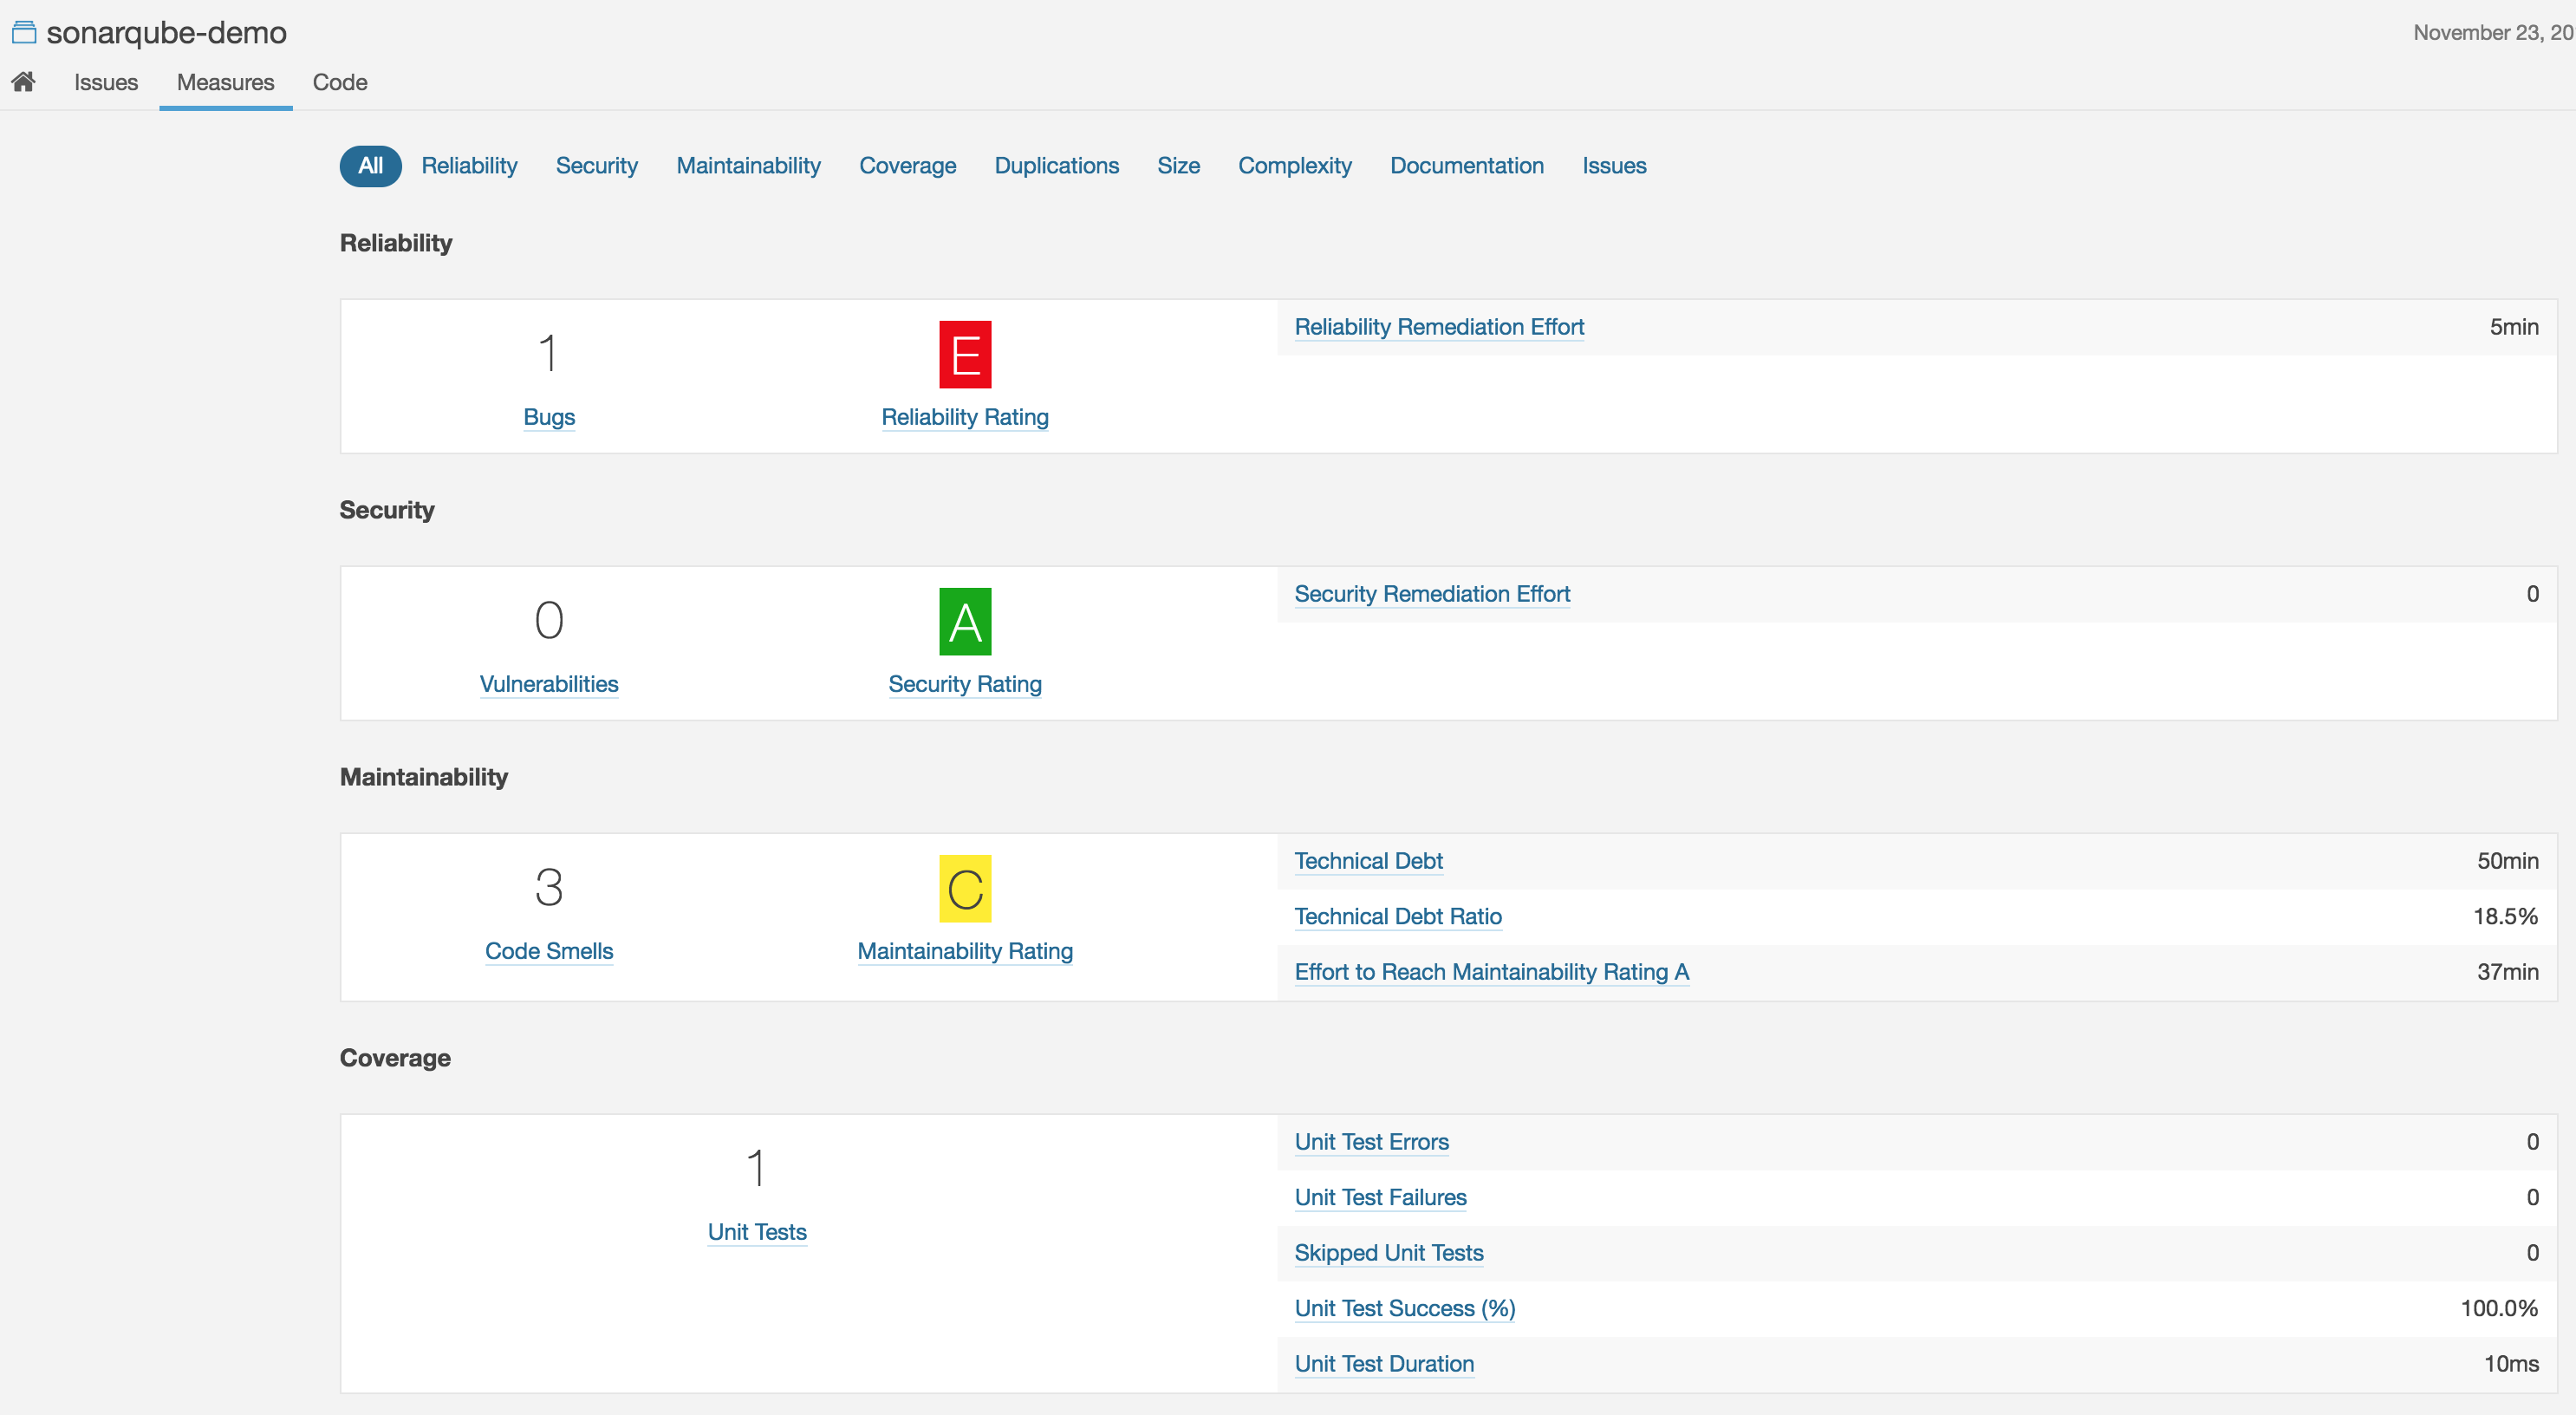 sonarqube-demo
November 23, 20
Issues Measures Code
All Reliability Security Maintainability Coverage Duplications Size Complexity Documentation Issues
Reliability
1
Bugs
E
Reliability Rating
Reliability Remediation Effort 5min
Security
0
Vulnerabilities
A
Security Rating
Security Remediation Effort 0
Maintainability
3
Code Smells
C
Maintainability Rating
Technical Debt 50min
Technical Debt Ratio 18.5%
Effort to Reach Maintainability Rating A 37min
Coverage
1
Unit Tests
Unit Test Errors 0
Unit Test Failures 0
Skipped Unit Tests 0
Unit Test Success (%) 100.0%
Unit Test Duration 10ms